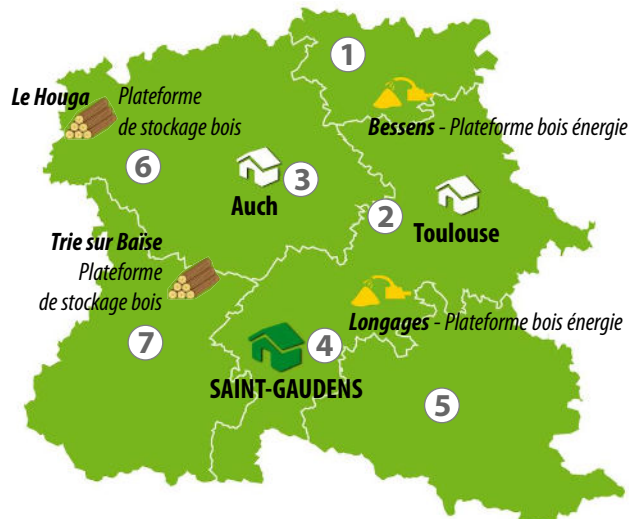 1
Le Houga Plateforme
de stockage bois
Bessens - Plateforme bois énergie
6
3
Auch
2
Toulouse
Trie sur Baïse
Plateforme
de stockage bois
Longages - Plateforme bois énergie
7
4
SAINT-GAUDENS
5